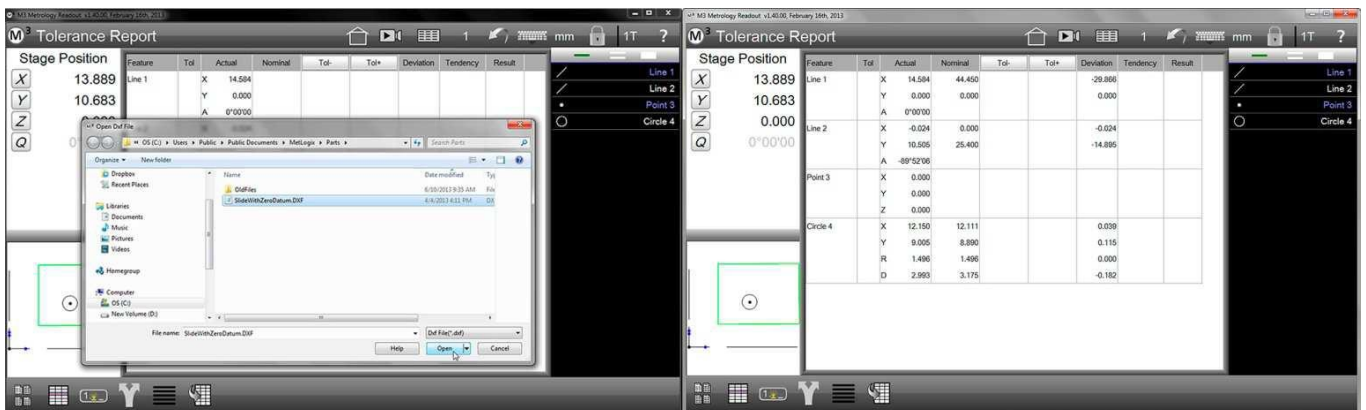 M3 Metrology Readout v1.40.00, February 16th, 2013
M3 Tolerance Report
1
mm
1T
?
Stage Position
X 13.889
Y 10.683
Z
Q
Feature Tol Actual Nominal Tol- Tol+ Deviation Tendency Result
Line 1 X 14.584
Y 0.000
A 0°00'00
Line 1
Line 2
Point 3
Circle 4
Open Dxf File
OS (C:) Users Public Public Documents MetLogix Parts
Search Parts
Organize New folder
Dropbox
Recent Places
Libraries
Documents
Music
Pictures
Videos
Homegroup
Computer
OS (C:)
New Volume (D:)
Name Date modified
OldFiles 6/10/2013 9:35 AM
SlideWithZeroDatum.DXF 4/4/2013 4:11 PM
File name: SlideWithZeroDatum.DXF
Dxf File(*.dxf)
Help Open Cancel
M3 Metrology Readout v1.40.00, February 16th, 2013
M3 Tolerance Report
1
mm
1T
?
Stage Position
X 13.889
Y 10.683
Z 0.000
Q 0°00'00
Feature Tol Actual Nominal Tol- Tol+ Deviation Tendency Result
Line 1 X 14.584 44.450 -29.866
Y 0.000 0.000 0.000
A 0°00'00
Line 2 X -0.024 0.000 -0.024
Y 10.505 25.400 -14.895
A -89°52'06
Point 3 X 0.000
Y 0.000
Z 0.000
Circle 4 X 12.150 12.111 0.039
Y 9.005 8.890 0.115
R 1.496 1.496 0.000
D 2.993 3.175 -0.182
Line 1
Line 2
Point 3
Circle 4